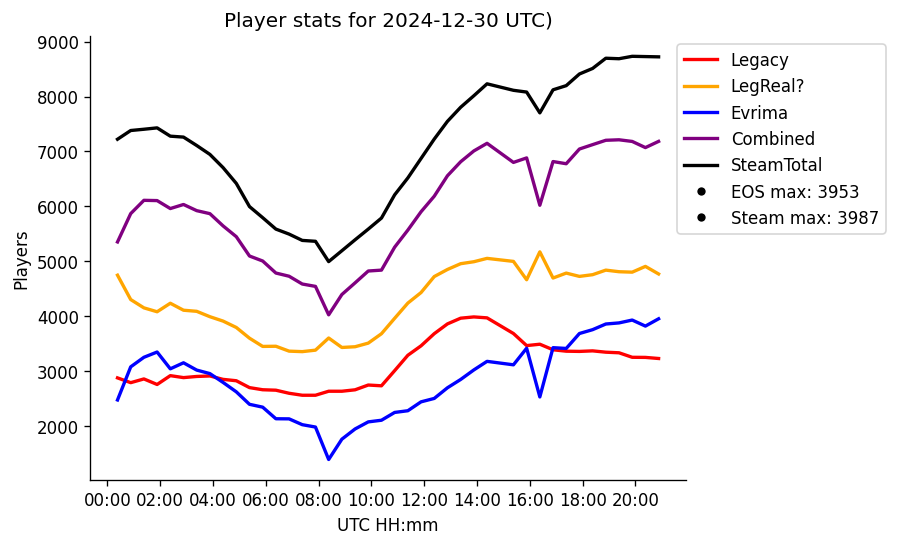 Player stats for 2024-12-30 UTC)
9000
8000
7000
6000
5000
4000
3000
2000
Players
00:00 02:00 04:00 06:00 08:00 10:00 12:00 14:00 16:00 18:00 20:00
UTC HH:mm
Legacy
LegReal?
Evrima
Combined
SteamTotal
EOS max: 3953
Steam max: 3987